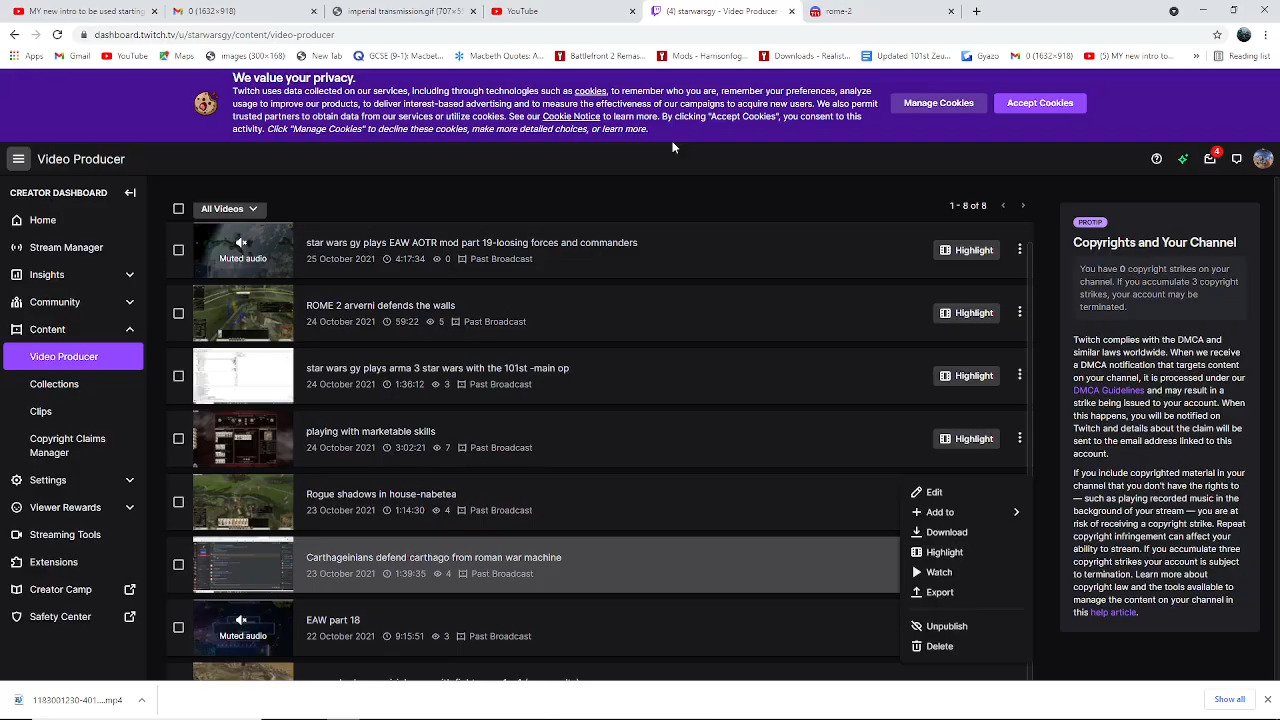 MY new intro to be used starting
0 (1632×918)
imperial transmission.gif (707×5
YouTube
(4) starwarsgy - Video Producer -
rome-2
dashboard.twitch.tv/u/starwarsgy/content/video-producer
Apps
Gmail
YouTube
Maps
Star wars
New Tab
GCSE (9-1): Macbet...
Macbeth Quotes: A...
Battlefront 2 Remas...
Mods - Harrisonfog...
Downloads - Realist...
Updated 101st Zeus...
Gyazo
0 (1632×918)
(5) MY new intro to...
»
Reading list
We value your privacy.
Twitch uses data collected on our services, including through technologies such as cookies, to remember who you are, remember your preferences, analyze
usage to improve our products, to deliver interest-based advertising and to measure the effectiveness of our campaigns to acquire new users. We also permit
trusted partners to obtain data from our services or utilize cookies. See our Cookie Notice to learn more. By clicking "Accept Cookies", you consent to this
activity. Click "Manage Cookies" to decline these cookies, make more detailed choices, or learn more.
Manage Cookies
Accept Cookies
Video Producer
4
CREATOR DASHBOARD
Home
Stream Manager
Insights
Community
Content
Video Producer
Collections
Clips
Copyright Claims
Manager
Settings
Viewer Rewards
Streaming Tools
Extensions
Creator Camp
Safety Center
All Videos
1 - 8 of 8
Muted audio
star wars gy plays EAW AOTR mod part 19-loosing forces and commanders
25 October 2021 4:17:34 0 Past Broadcast
Highlight
ROME 2 arverni defends the walls
24 October 2021 59:22 5 Past Broadcast
Highlight
star wars gy plays arma 3 star wars with the 101st -main op
24 October 2021 1:36:12 3 Past Broadcast
Highlight
playing with marketable skills
24 October 2021 3:02:21 7 Past Broadcast
Highlight
Rogue shadows in house-nabetea
23 October 2021 1:14:30 4 Past Broadcast
October 2021 4 Past Broadcast
Muted audio
EAW part 18
22 October 2021 9:15:51 3 Past Broadcast
Edit
Add to
Download
Highlight
Watch
Export
Unpublish
Delete
PROTIP
Copyrights and Your Channel
You have 0 copyright strikes on your
channel. If you accumulate 3 copyright
strikes, your account may be
terminated.
Twitch complies with the DMCA and
similar laws worldwide. When we receive
a DMCA notification that targets content
on your channel, it is processed under our
DMCA Guidelines and may result in a
strike being issued to your account. When
this happens, you will be notified on
Twitch and details about the claim will be
sent to the email address linked to this
account.
If you include copyrighted material in your
content that you don't have the rights to
— such as playing recorded music in the
background of your stream — you are at
risk of receiving copyright strikes. Repeat
copyright infringement can affect your
ability to stream. If you accumulate three
copyright strikes your account is subject
to termination. Learn more about
copyright law and the tools available to
manage the content on your channel in
this help article.
1183001230-401....mp4
Show all